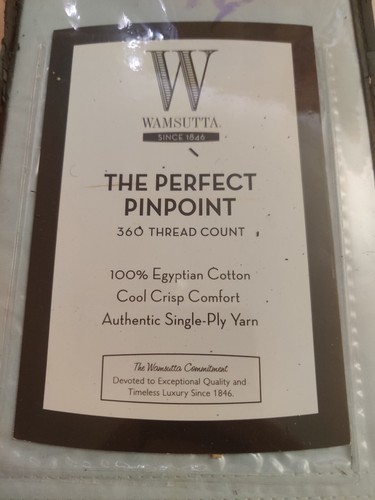 W
WAMSUTTA®
SINCE 1846
THE PERFECT
PINPOINT
360 THREAD COUNT
100% Egyptian Cotton
Cool Crisp Comfort
Authentic Single-Ply Yarn
The Wamsutta Commitment
Devoted to Exceptional Quality and
Timeless Luxury Since 1846.